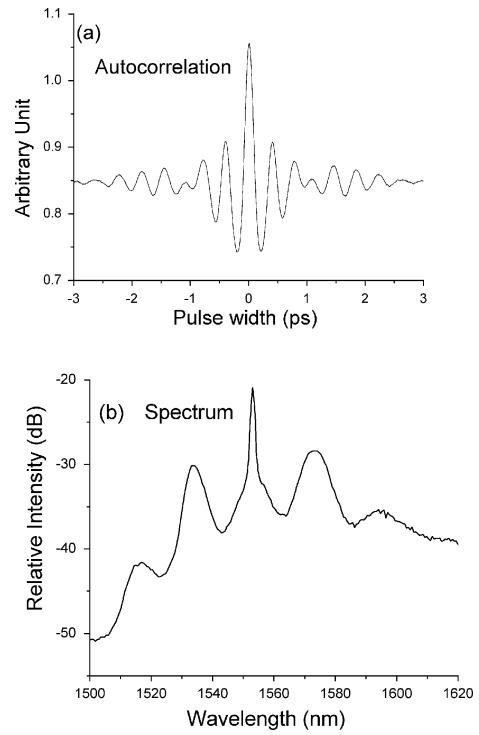 1.1
(a)
Autocorrelation
1.0
Arbitrary Unit
0.9
0.8
0.7
-3 -2 -1 0 1 2 3
Pulse width (ps)
-20
(b) Spectrum
Relative Intensity (dB)
-30
-40
-50
1500 1520 1540 1560 1580 1600 1620
Wavelength (nm)